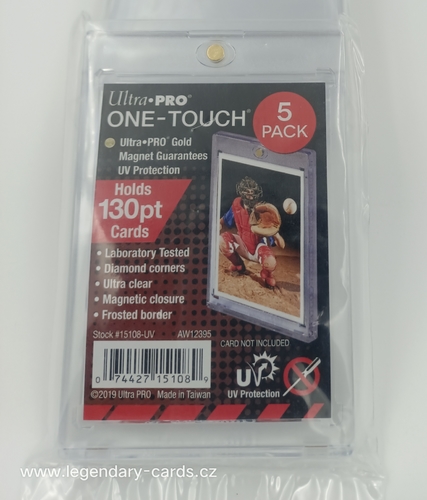 Ultra•PRO®
ONE-TOUCH®
5
PACK
Ultra•PRO® Gold
Magnet Guarantees
UV Protection
Holds
130pt
Cards
• Laboratory Tested
• Diamond corners
• Ultra clear
• Magnetic closure
• Frosted border
Stock #15108-UV AW12395
CARD NOT INCLUDED
0 74427 15108 9
UV
UV Protection
©2019 Ultra PRO Made in Taiwan
www.legendary-cards.cz